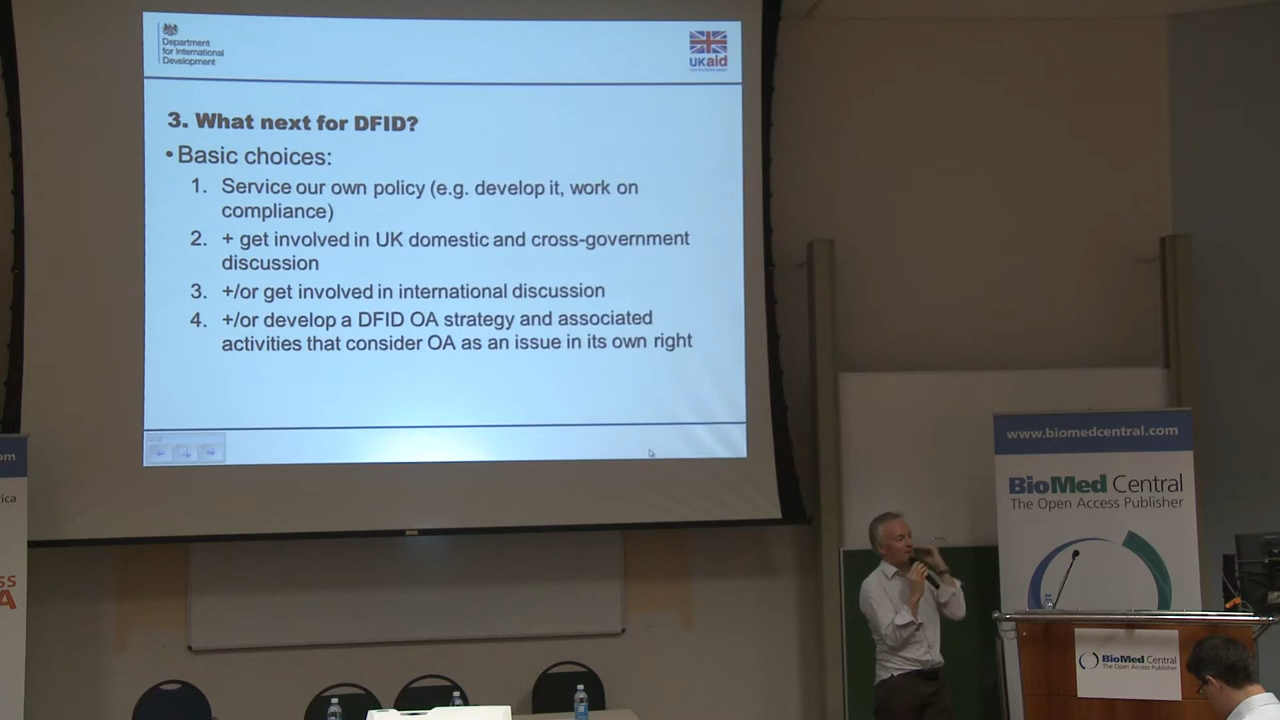 Department
for International
Development
UKaid
3. What next for DFID?
• Basic choices:
1. Service our own policy (e.g. develop it, work on
compliance)
2. + get involved in UK domestic and cross-government
discussion
3. +/or get involved in international discussion
4. +/or develop a DFID OA strategy and associated
activities that consider OA as an issue in its own right
om
rica
SS
A
www.biomedcentral.com
BioMed Central
The Open Access Publisher
BioMed Central
The Open Access Publisher